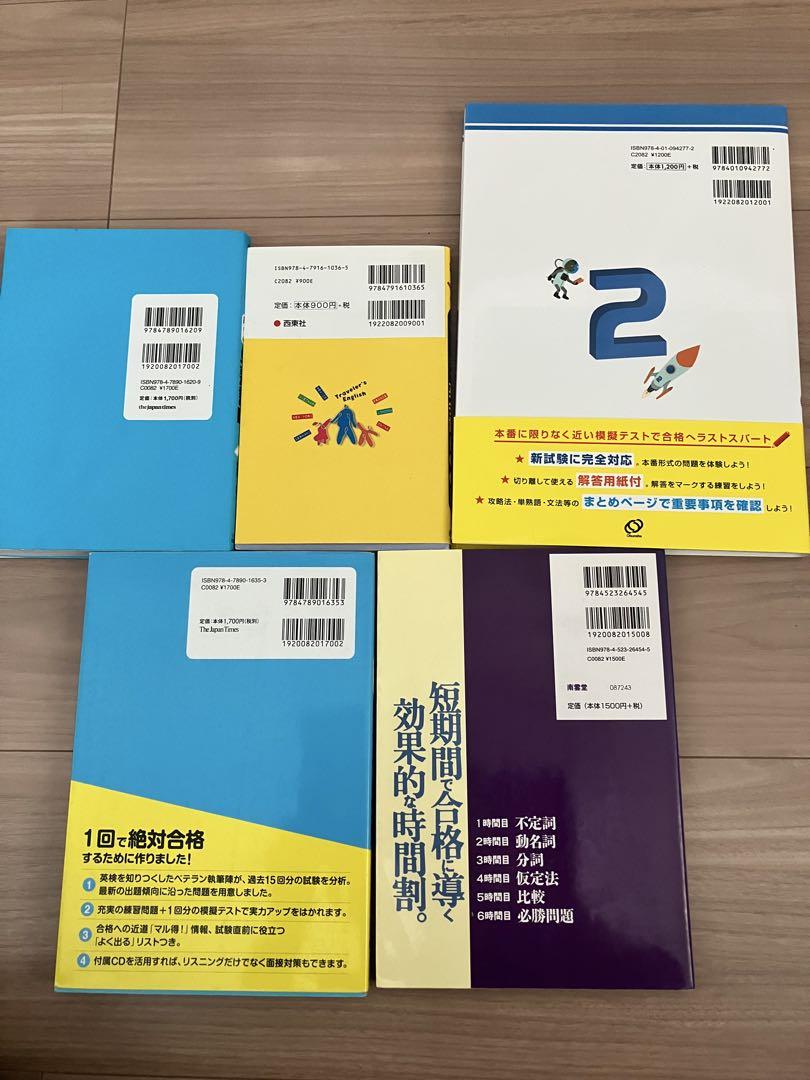 9784789016209
1920082017002
ISBN978-4-7890-1620-9
C0082 ¥1700E
定価:本体1,700円(税別)
the japan times
ISBN978-4-7916-1036-5
C2082 ¥900E
9784791610365
定価:本体900円+税
1922082009001
西東社
Traveler's
English
ISBN978-4-01-094277-2
C2082 ¥1200E
9784010942772
定価:本体1,200円+税
1922082012001
2
本番に限りなく近い模擬テストで合格へラストスパート
★新試験に完全対応。本番形式の問題を体験しよう!
★切り離して使える解答用紙付。解答をマークする練習をしよう!
★攻略法・単熟語・文法等のまとめページで重要事項を確認しよう!
Obunsha
ISBN978-4-7890-1635-3
C0082 ¥1700E
9784789016353
定価:本体1,700円(税別)
The Japan Times
1920082017002
1回で絶対合格
するために作りました!
1 英検を知りつくしたベテラン執筆陣が、過去15回分の試験を分析。
最新の出題傾向に沿った問題を用意しました。
2 充実の練習問題+1回分の模擬テストで実力アップをはかれます。
3 合格への近道「マル得!」情報、試験直前に役立つ
「よく出る」リストつき。
4 付属CDを活用すれば、リスニングだけでなく面接対策もできます。
9784523264545
1920082015008
ISBN978-4-523-26454-5
C0082 ¥1500E
南雲堂 087243
定価(本体1500円+税)
短期間で合格に導く
効果的な時間割。
1時間目 不定詞
2時間目 動名詞
3時間目 分詞
4時間目 仮定法
5時間目 比較
6時間目 必勝問題